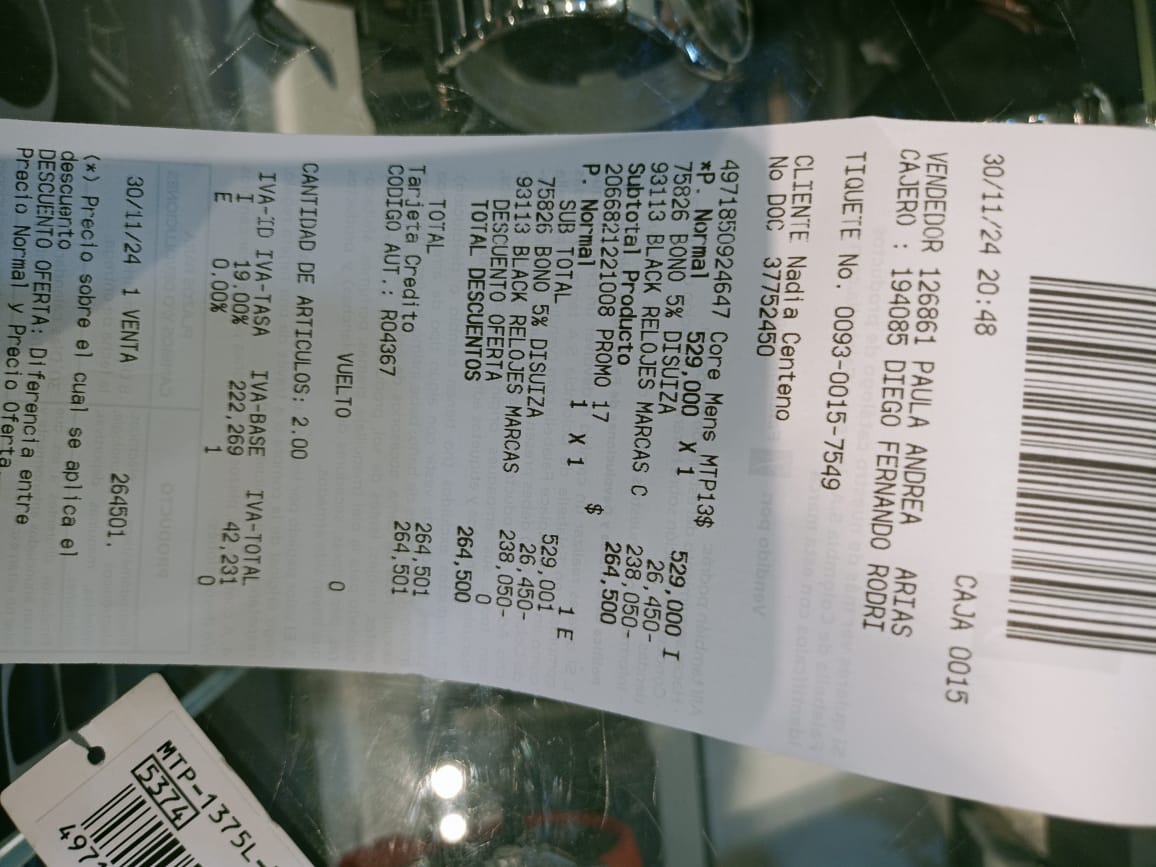 30/11/24 20:48 CAJA 0015
VENDEDOR 126861 PAULA ANDREA ARIAS
CAJERO : 194085 DIEGO FERNANDO RODRI
TIQUETE No. 0093-0015-7549
CLIENTE Nadia Centeno
No DOC 37752450
4971850924647 Core Mens MTP13$ 529,000 I
*P. Normal 529,000 X 1
75826 BONO 5% DISUIZA 26,450-
93113 BLACK RELOJES MARCAS C 238,050-
Subtotal Producto 264,500
2066821221008 PROMO 17 $ 1 E
P. Normal 1 X 1
SUB TOTAL 529,001
75826 BONO 5% DISUIZA 26,450-
93113 BLACK RELOJES MARCAS 238,050-
DESCUENTO OFERTA 0
TOTAL DESCUENTOS 264,500
TOTAL 264,501
Tarjeta Credito 264,501
CODIGO AUT.: R04367
VUELTO 0
CANTIDAD DE ARTICULOS: 2.00
IVA-ID IVA-TASA IVA-BASE IVA-TOTAL
I 19.00% 222,269 42,231
E 0.00% 1 0
30/11/24 1 VENTA 264501.
(*) Precio sobre el cual se aplica el
descuento
DESCUENTO OFERTA: Diferencia entre
Precio Normal y Precio Oferta
MTP-1375L-
5374